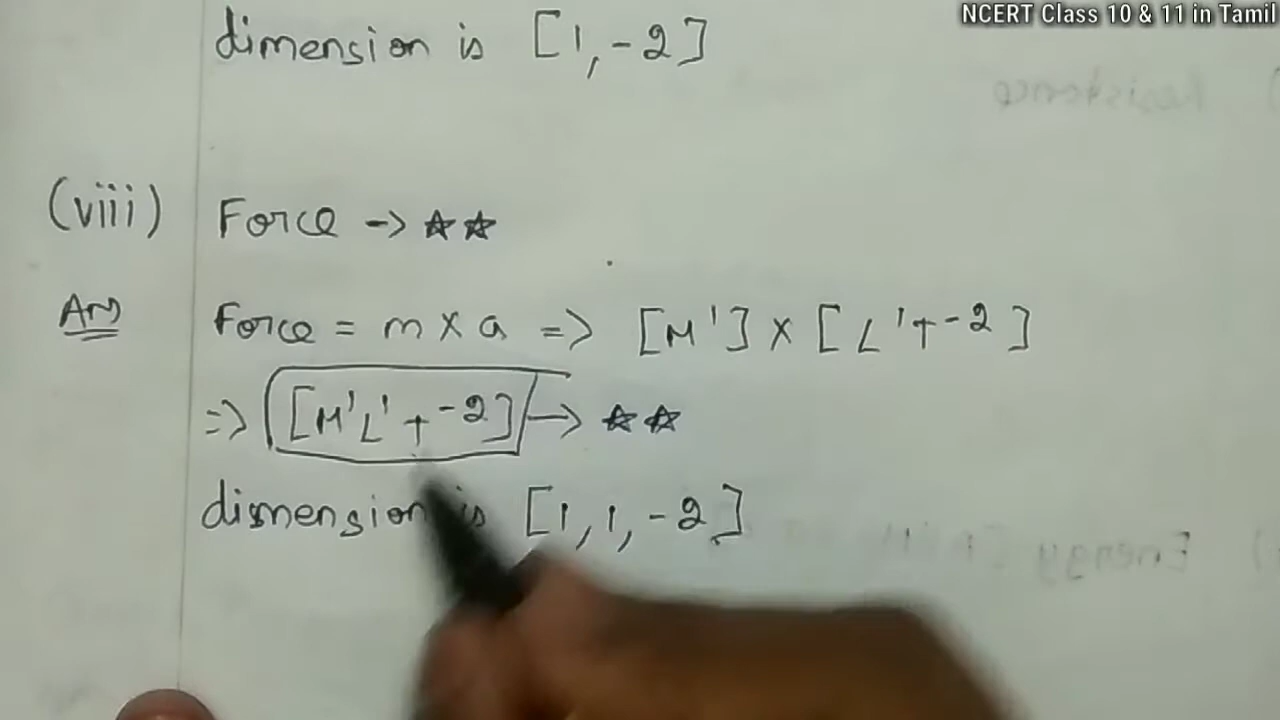 NCERT Class 10 & 11 in Tamil
dimension is [1,-2]
(viii) Force -> ☆☆
Ans Force = m x a => [M¹] x [L¹T⁻²]
=> [M¹L¹T⁻²] -> ☆☆
dimension is [1,1,-2]